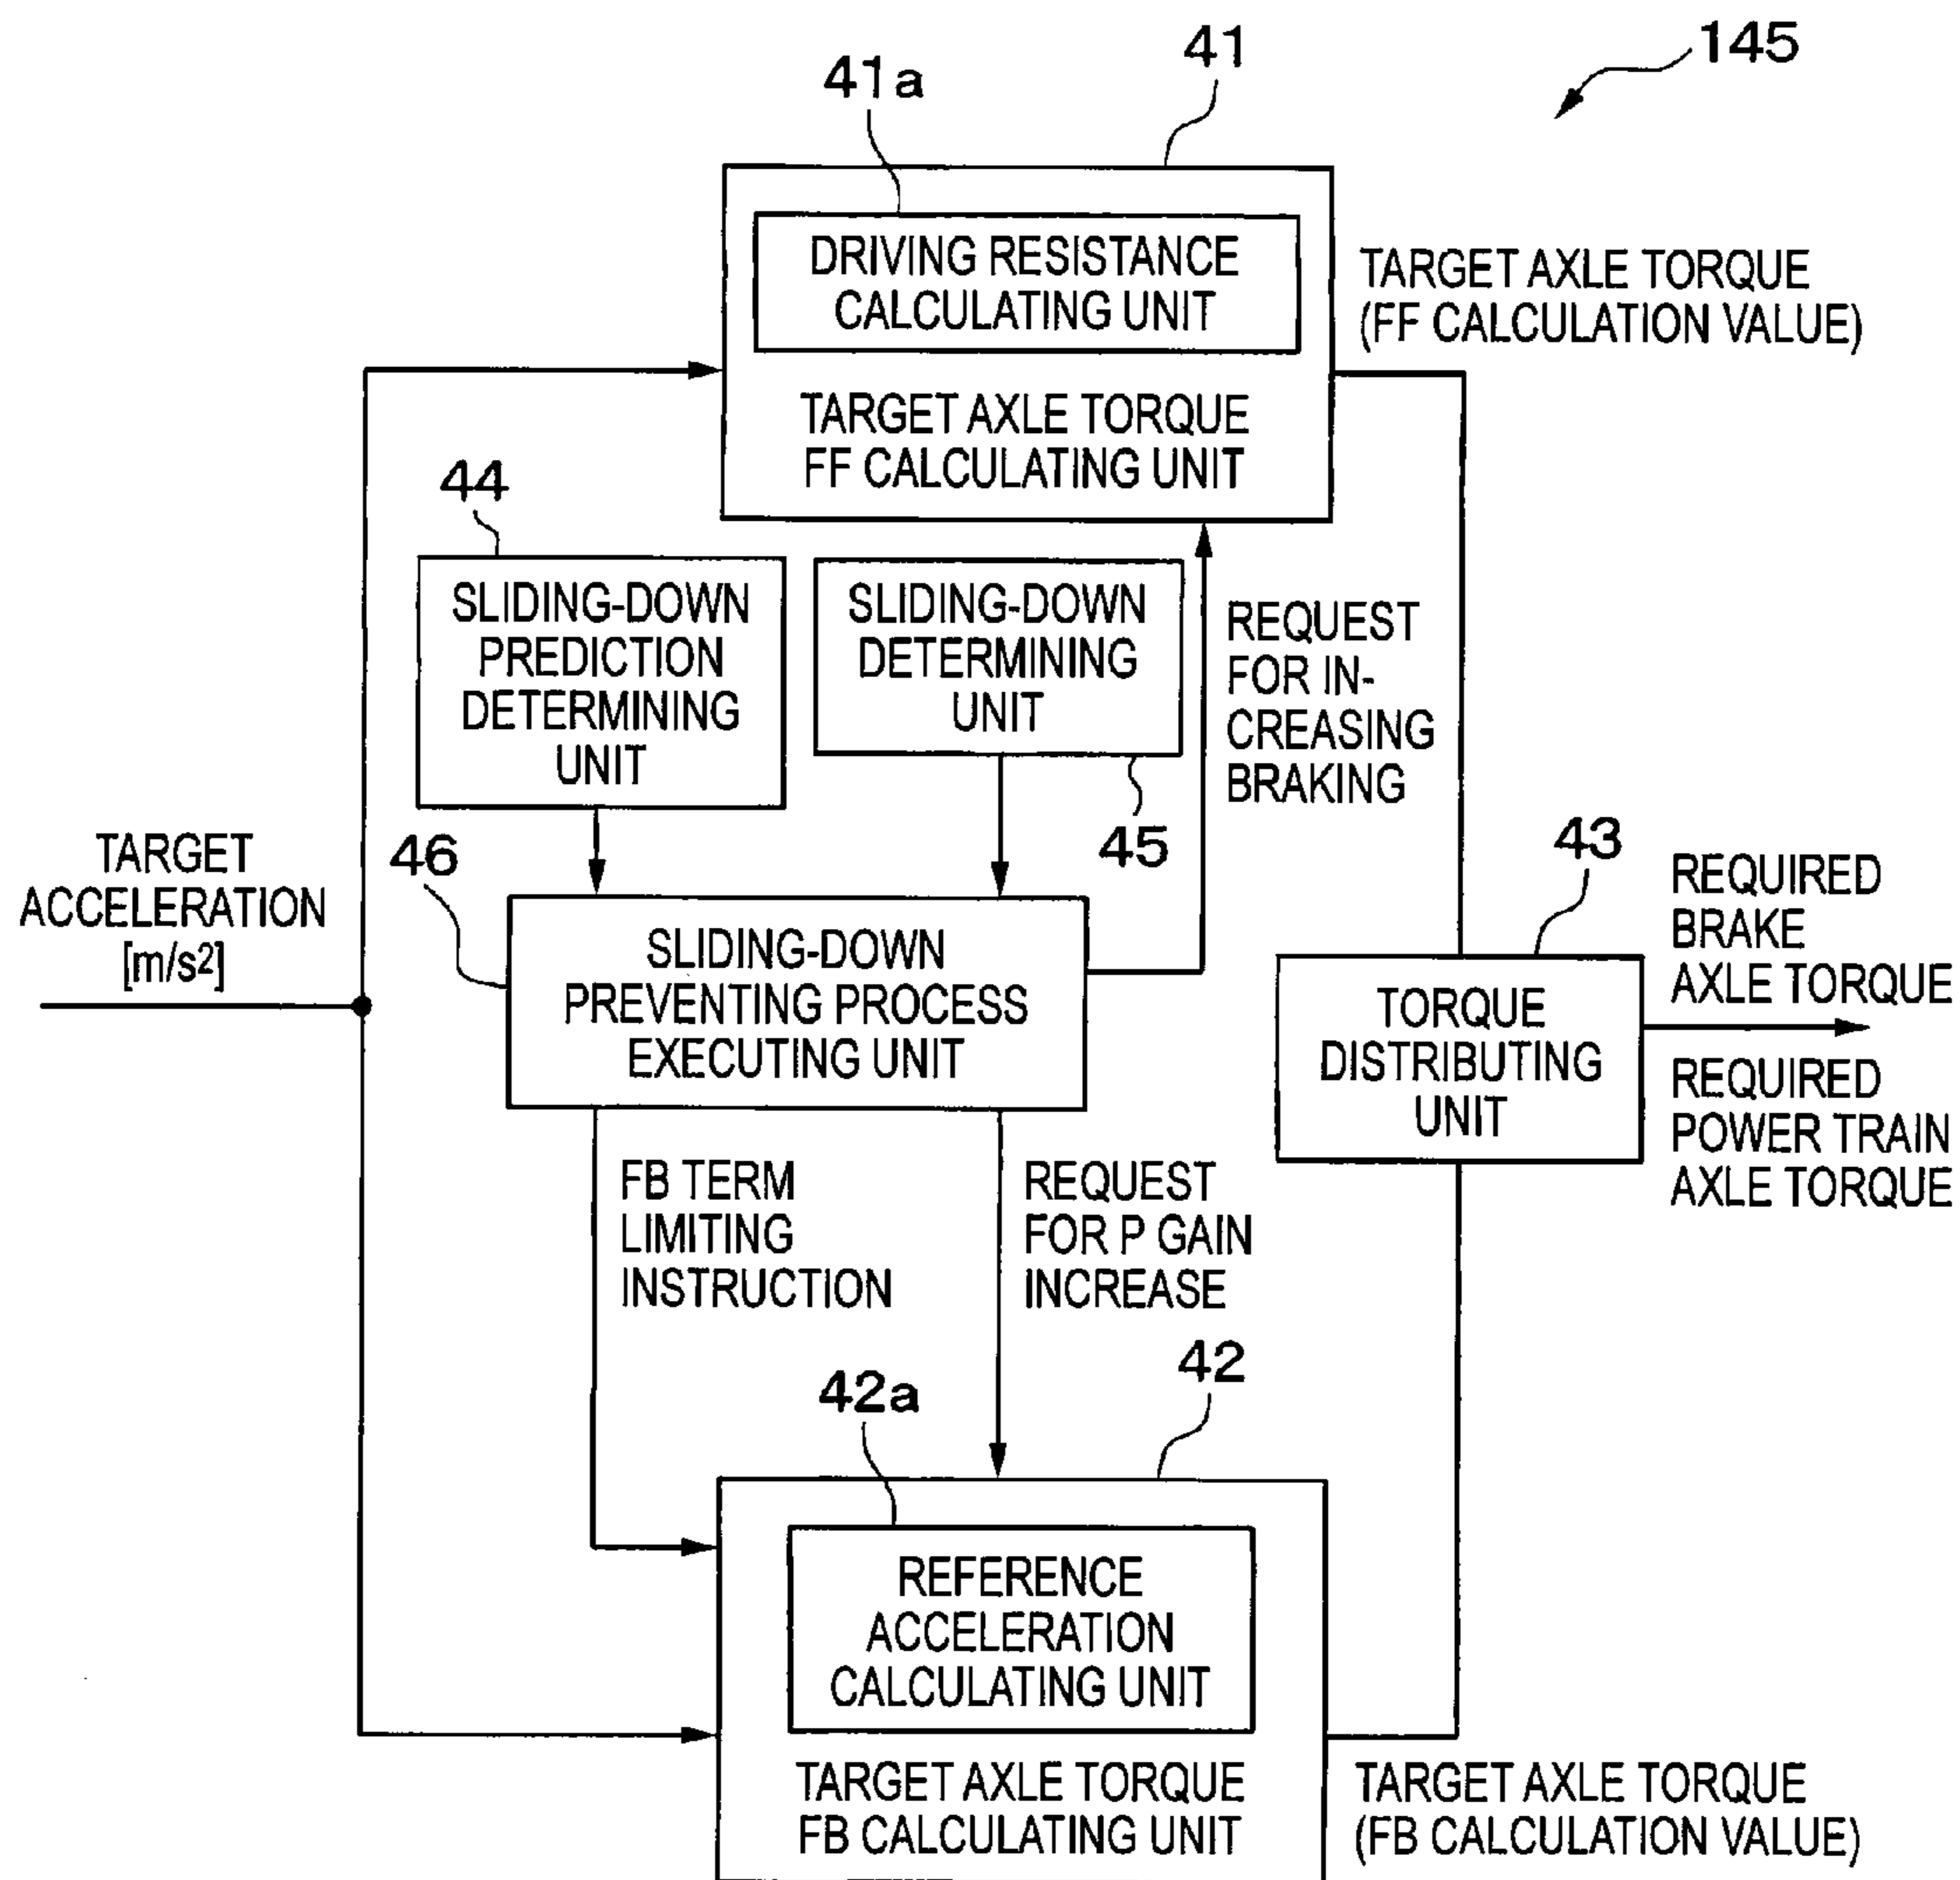 145
41
41a
DRIVING RESISTANCE
CALCULATING UNIT
TARGET AXLE TORQUE
FF CALCULATING UNIT
TARGET AXLE TORQUE
(FF CALCULATION VALUE)
44
SLIDING-DOWN
PREDICTION
DETERMINING
UNIT
SLIDING-DOWN
DETERMINING
UNIT
45
REQUEST
FOR IN-
CREASING
BRAKING
TARGET
ACCELERATION
[m/s2]
46
SLIDING-DOWN
PREVENTING PROCESS
EXECUTING UNIT
43
TORQUE
DISTRIBUTING
UNIT
REQUIRED
BRAKE
AXLE TORQUE
REQUIRED
POWER TRAIN
AXLE TORQUE
FB TERM
LIMITING
INSTRUCTION
REQUEST
FOR P GAIN
INCREASE
42
42a
REFERENCE
ACCELERATION
CALCULATING UNIT
TARGET AXLE TORQUE
FB CALCULATING UNIT
TARGET AXLE TORQUE
(FB CALCULATION VALUE)